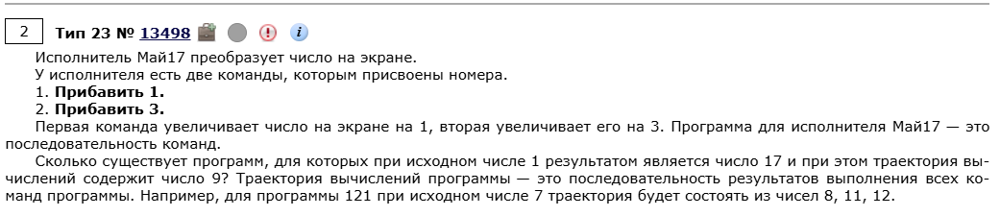 2 Тип 23 № 13498
Исполнитель Май17 преобразует число на экране.
У исполнителя есть две команды, которым присвоены номера.
1. Прибавить 1.
2. Прибавить 3.
Первая команда увеличивает число на экране на 1, вторая увеличивает его на 3. Программа для исполнителя Май17 — это
последовательность команд.
Сколько существует программ, для которых при исходном числе 1 результатом является число 17 и при этом траектория вы-
числений содержит число 9? Траектория вычислений программы — это последовательность результатов выполнения всех ко-
манд программы. Например, для программы 121 при исходном числе 7 траектория будет состоять из чисел 8, 11, 12.